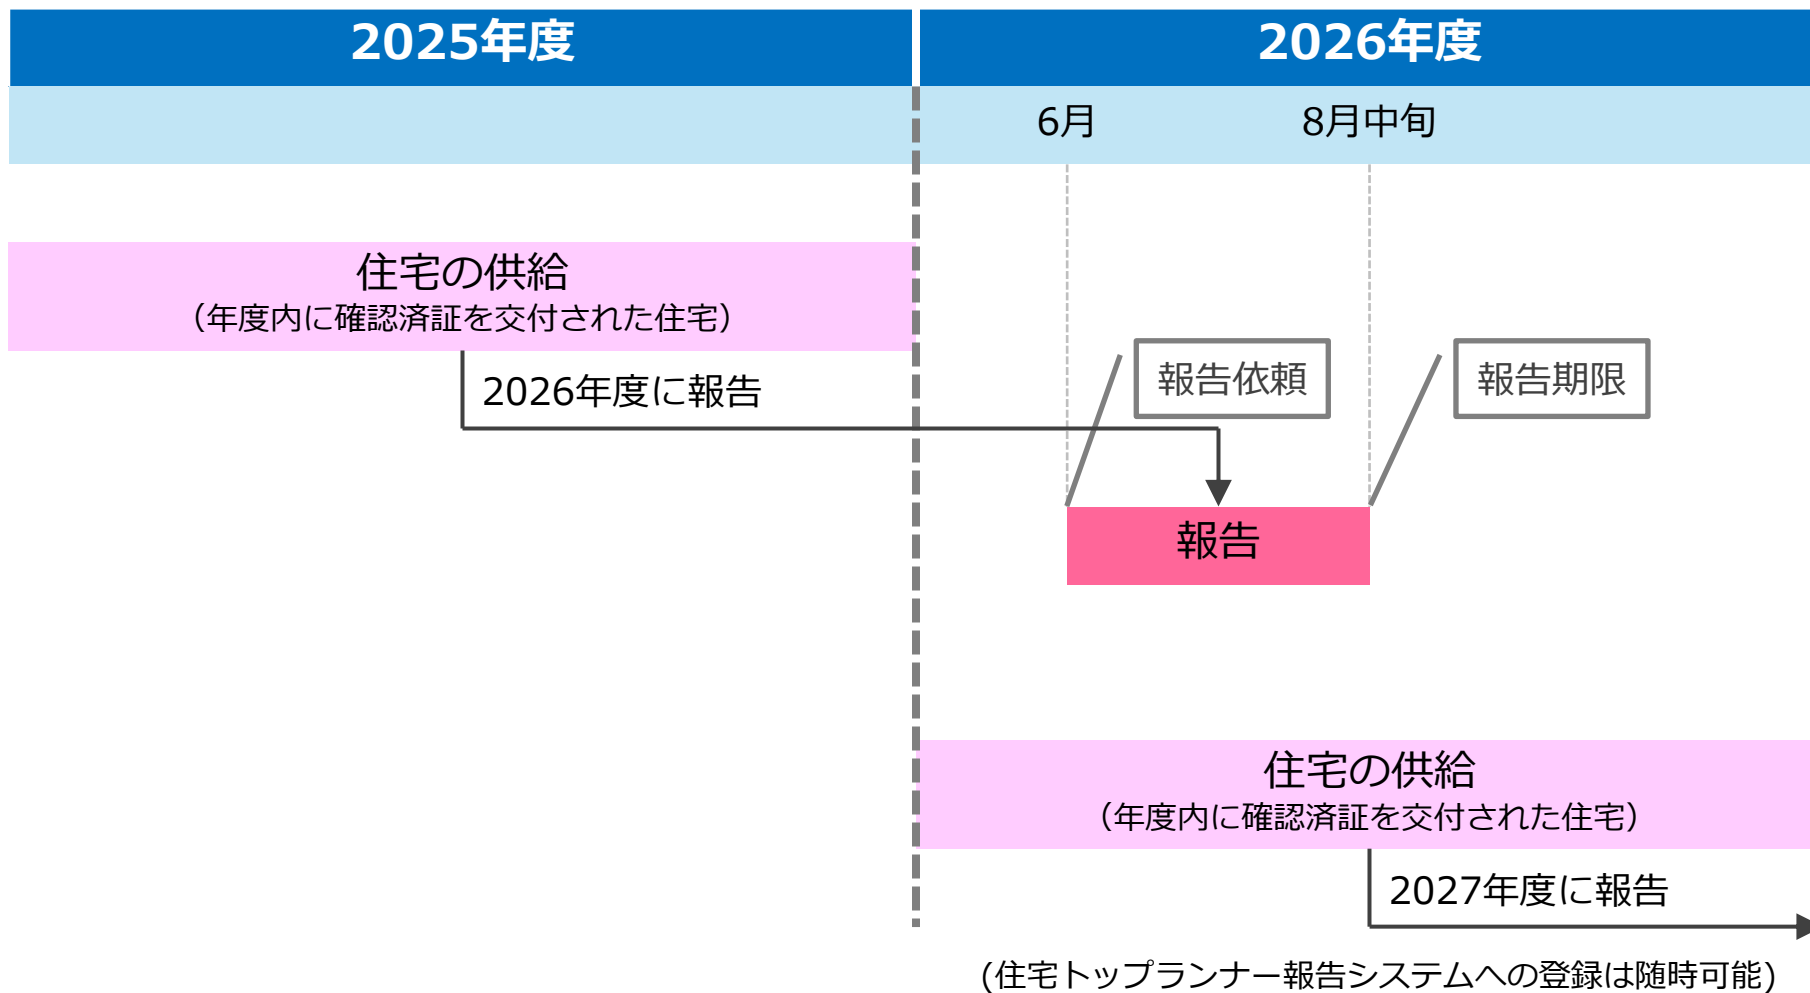 2025年度
2026年度
6月
8月中旬
住宅の供給
（年度内に確認済証を交付された住宅）
2026年度に報告
報告依頼
報告期限
報告
住宅の供給
（年度内に確認済証を交付された住宅）
2027年度に報告
(住宅トップランナー報告システムへの登録は随時可能)